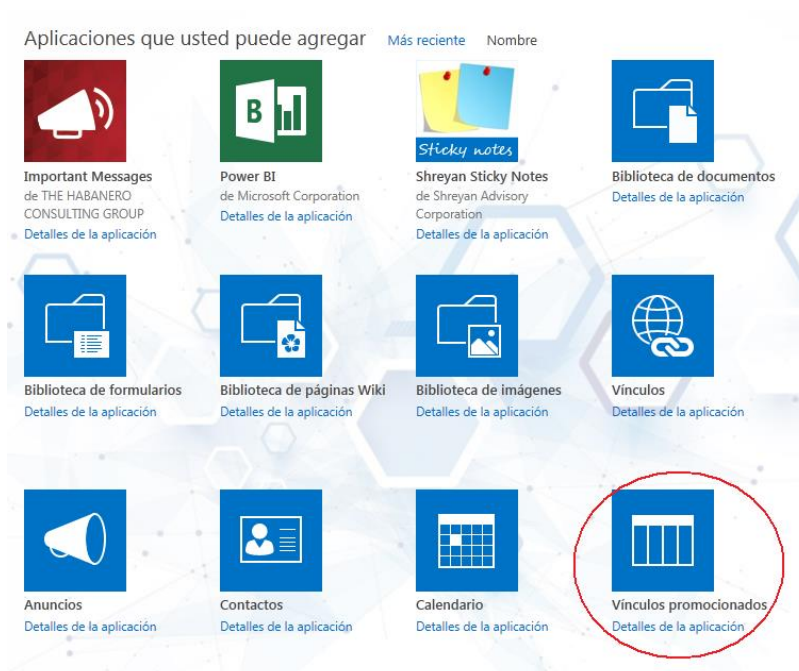 Aplicaciones que usted puede agregar Más reciente Nombre
B
Sticky notes
Important Messages
de THE HABANERO
CONSULTING GROUP
Detalles de la aplicación
Power BI
de Microsoft Corporation
Detalles de la aplicación
Shreyan Sticky Notes
de Shreyan Advisory
Corporation
Detalles de la aplicación
Biblioteca de documentos
Detalles de la aplicación
Biblioteca de formularios
Detalles de la aplicación
Biblioteca de páginas Wiki
Detalles de la aplicación
Biblioteca de imágenes
Detalles de la aplicación
Vínculos
Detalles de la aplicación
Anuncios
Detalles de la aplicación
Contactos
Detalles de la aplicación
Calendario
Detalles de la aplicación
Vínculos promocionados
Detalles de la aplicación